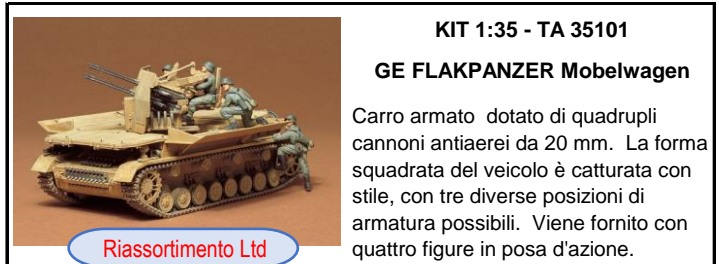 KIT 1:35 - TA 35101
GE FLAKPANZER Mobelwagen
Carro armato dotato di quadrupli
cannoni antiaerei da 20 mm. La forma
squadrata del veicolo è catturata con
stile, con tre diverse posizioni di
armatura possibili. Viene fornito con
quattro figure in posa d'azione.
Riassortimento Ltd